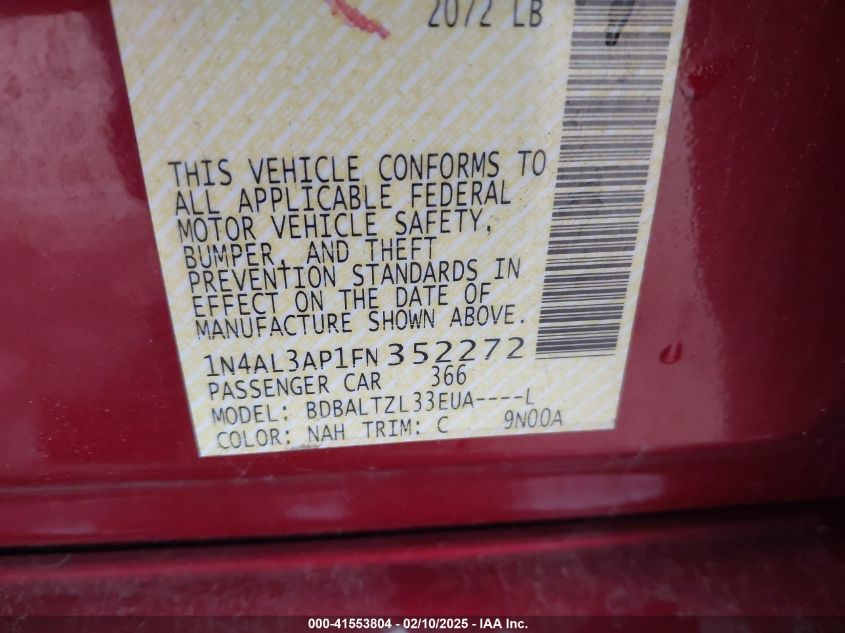 2072 LB
THIS VEHICLE CONFORMS TO
ALL APPLICABLE FEDERAL
MOTOR VEHICLE SAFETY,
BUMPER, AND THEFT
PREVENTION STANDARDS IN
EFFECT ON THE DATE OF
MANUFACTURE SHOWN ABOVE.
1N4AL3AP1FN352272
PASSENGER CAR 366
MODEL: BDBALTZL33EUA----L
COLOR: NAH TRIM: C 9N00A
000-41553804 - 02/10/2025 - IAA Inc.